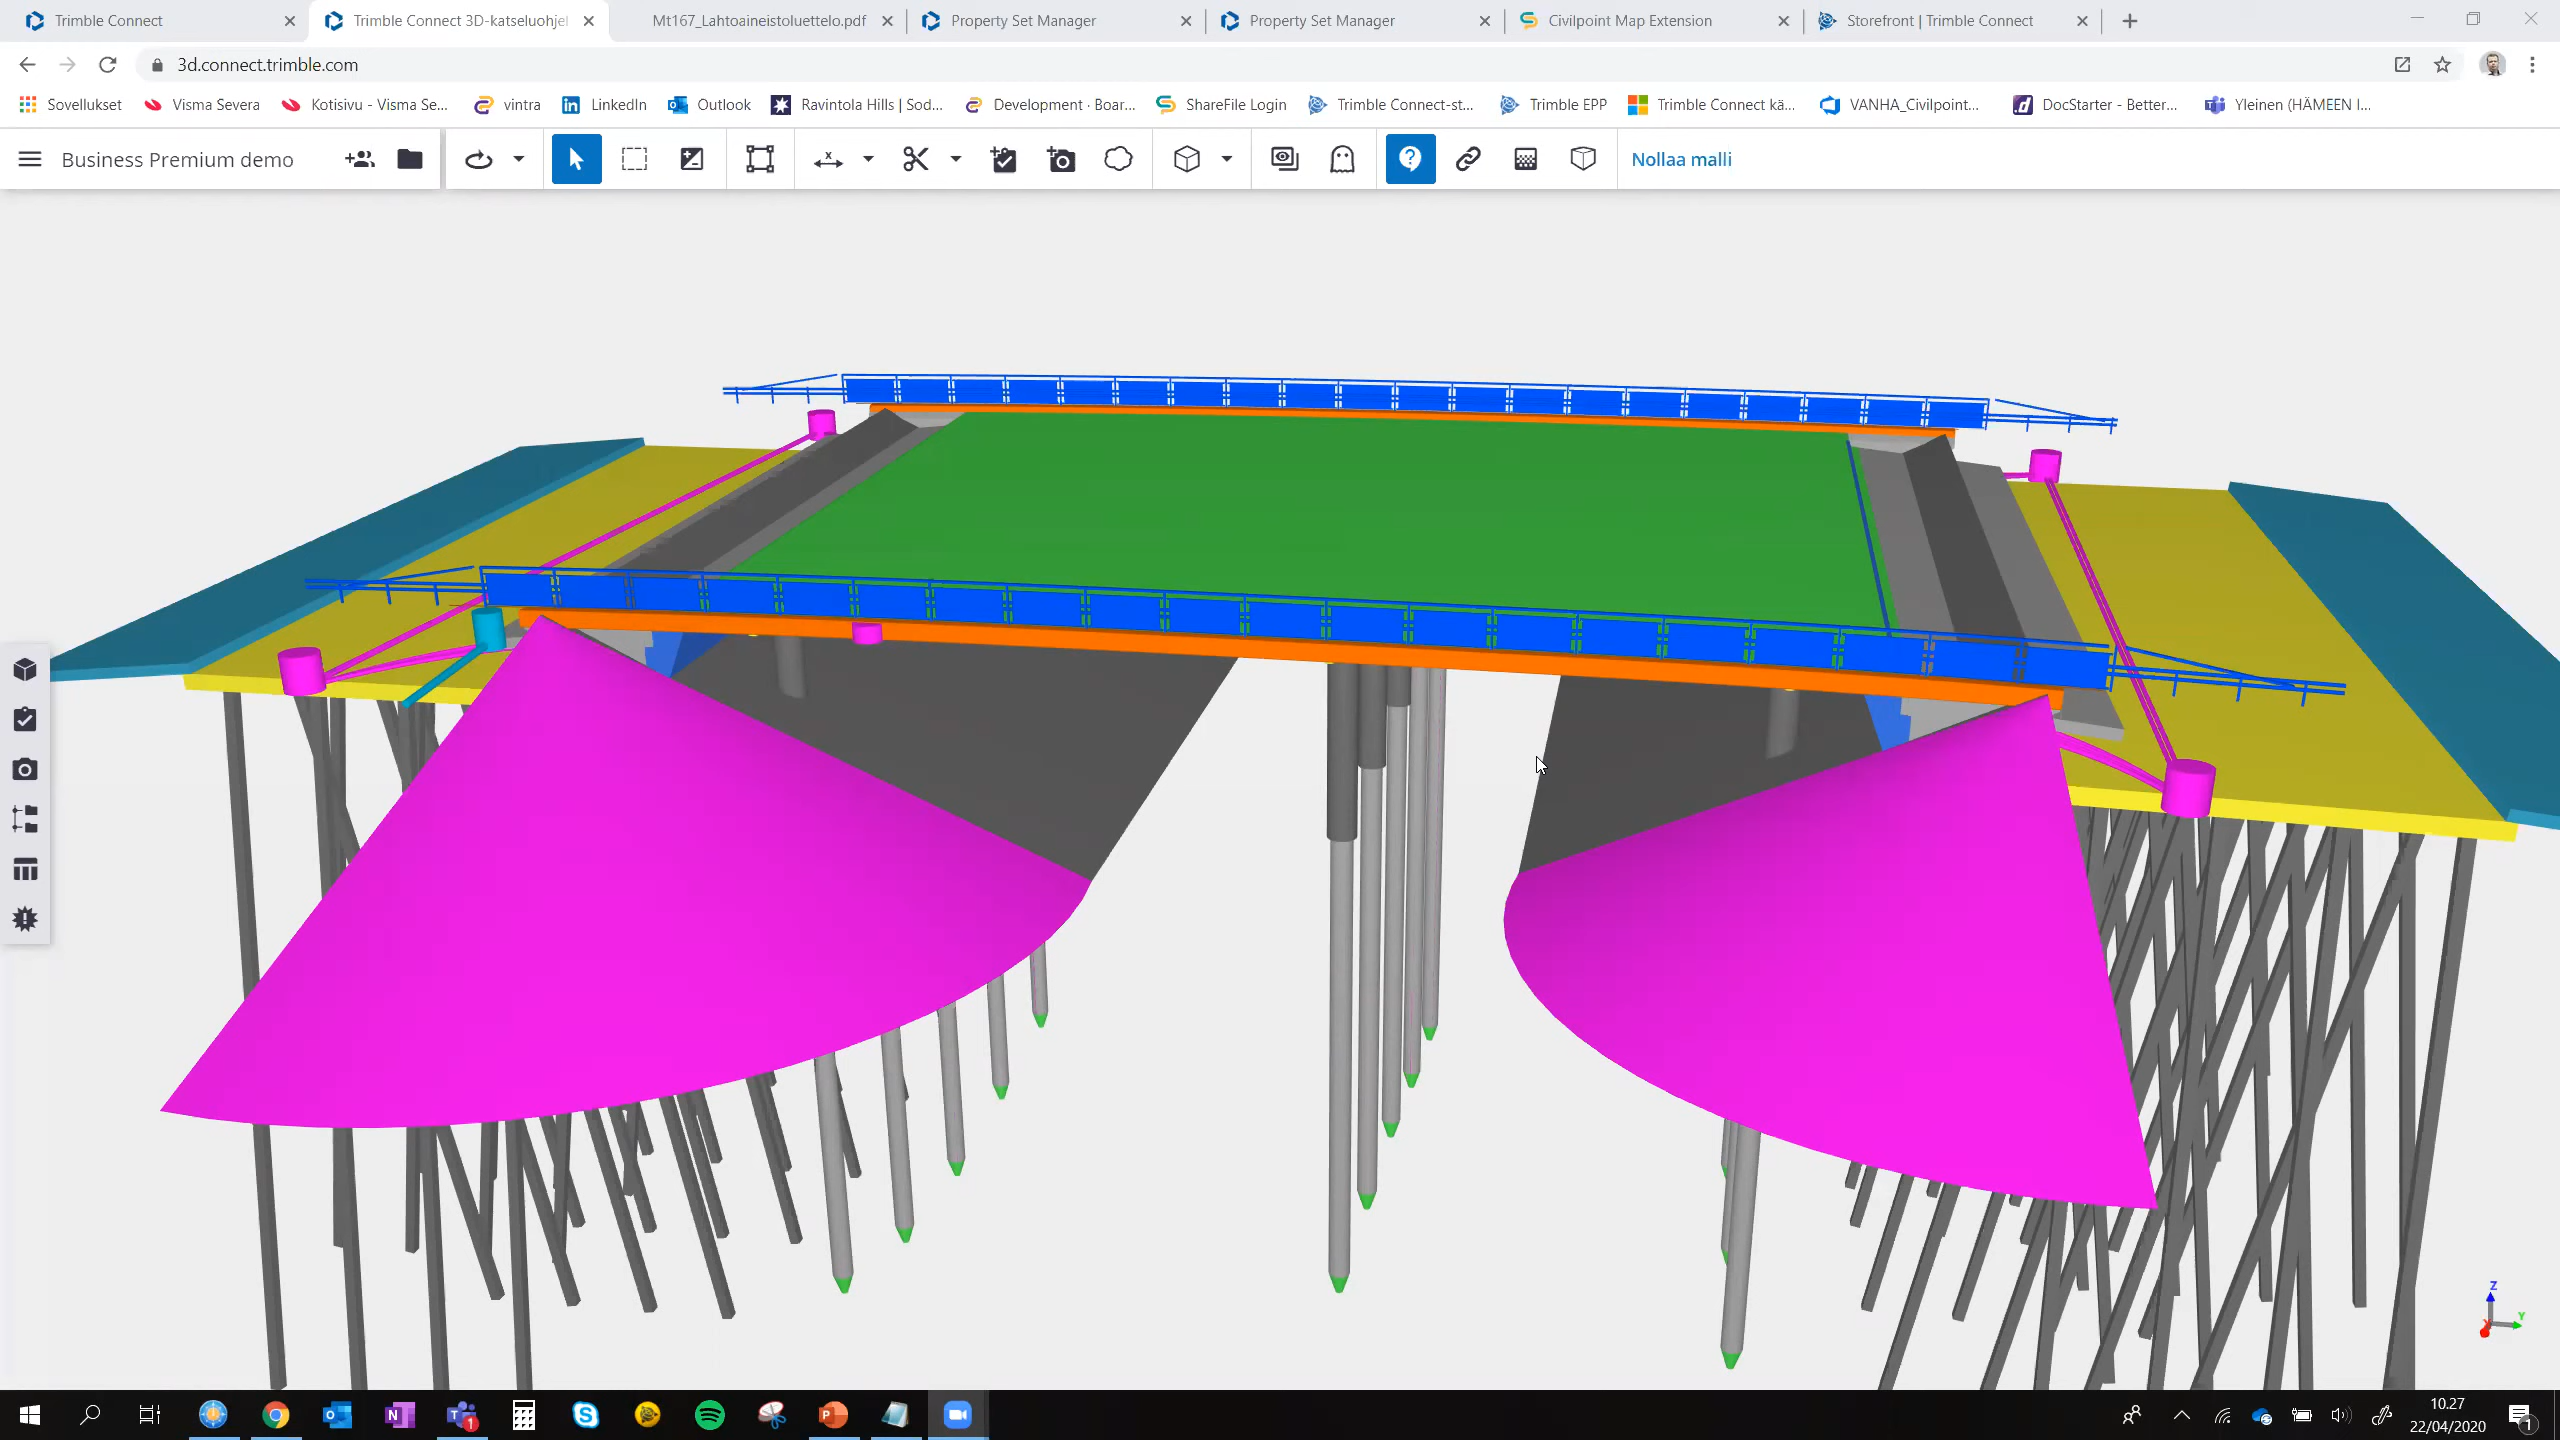 Trimble Connect
Trimble Connect 3D-katseluohjel
Mt167_Lahtoaineistoluettelo.pdf
Property Set Manager
Property Set Manager
Civilpoint Map Extension
Storefront | Trimble Connect
3d.connect.trimble.com
Sovellukset
Visma Severa
Kotisivu - Visma Se...
vintra
LinkedIn
Outlook
Ravintola Hills | Sod...
Development · Boar...
ShareFile Login
Trimble Connect-st...
Trimble EPP
Trimble Connect kä...
VANHA_Civilpoint...
DocStarter - Better...
Yleinen (HÄMEEN I...
Business Premium demo
Nollaa malli
Z
Y
X
10.27
22/04/2020